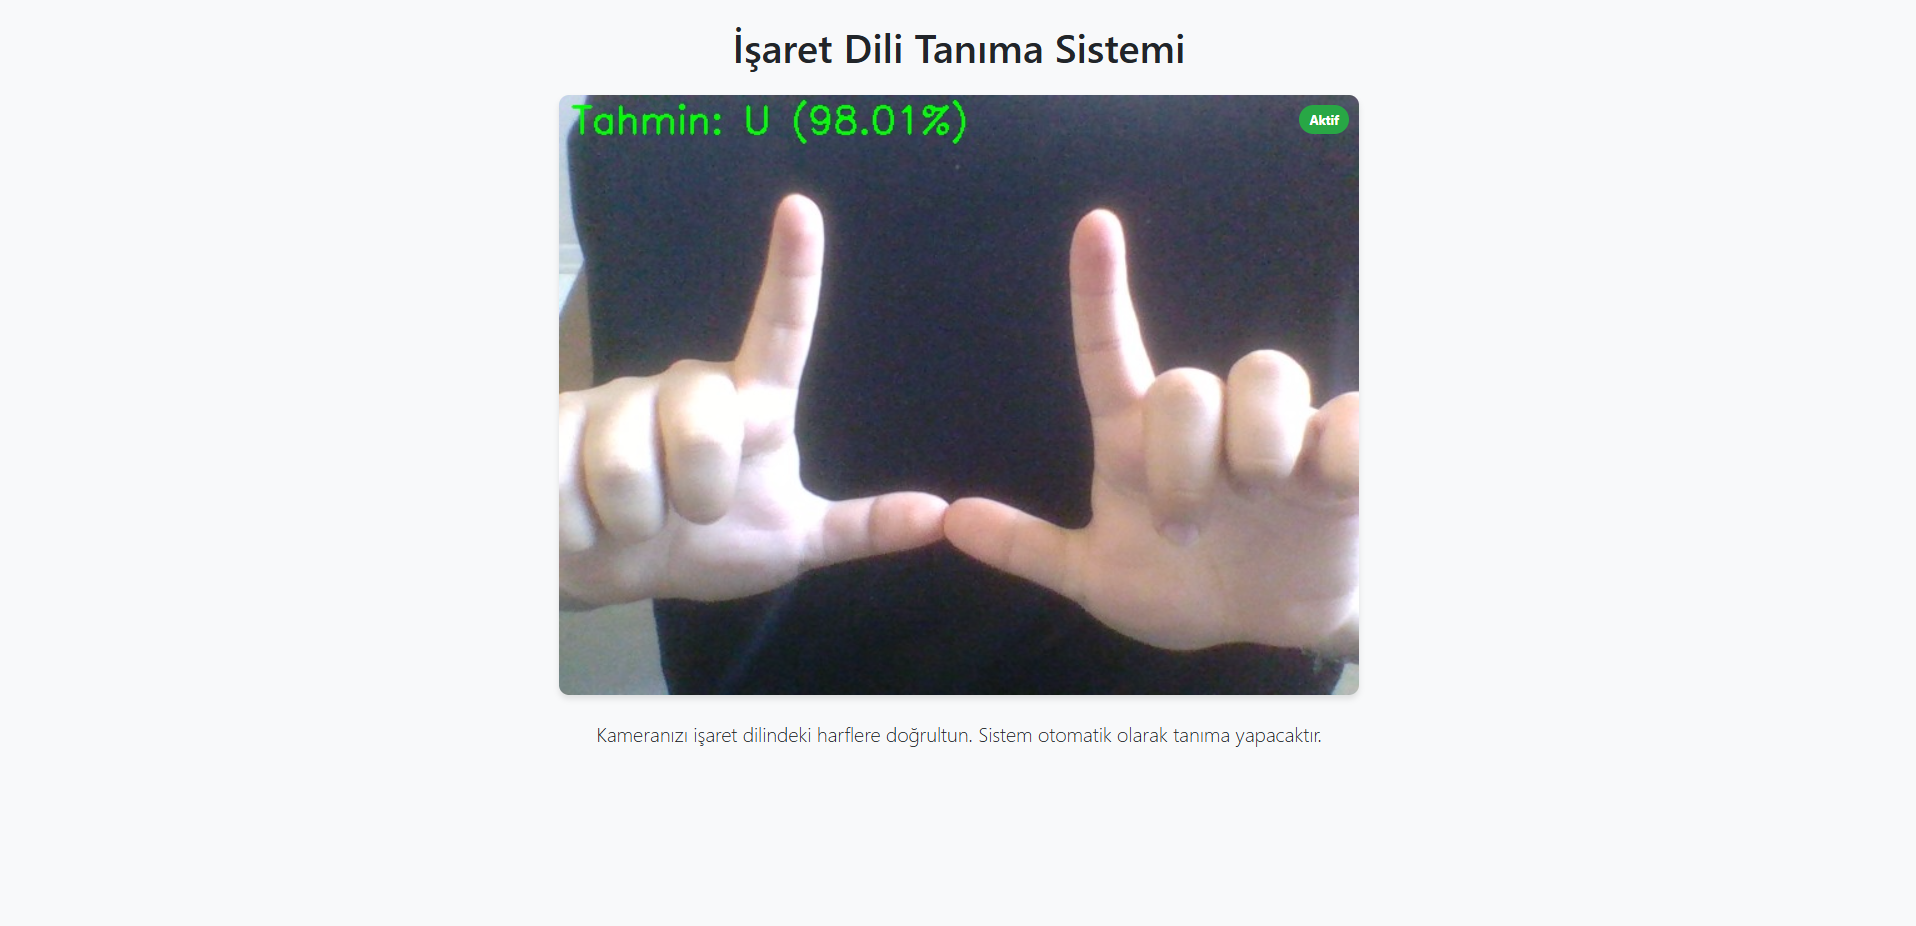 İşaret Dili Tanıma Sistemi
Tahmin: U (98.01%)
Aktif
Kameranızı işaret dilindeki harflere doğrultun. Sistem otomatik olarak tanıma yapacaktır.